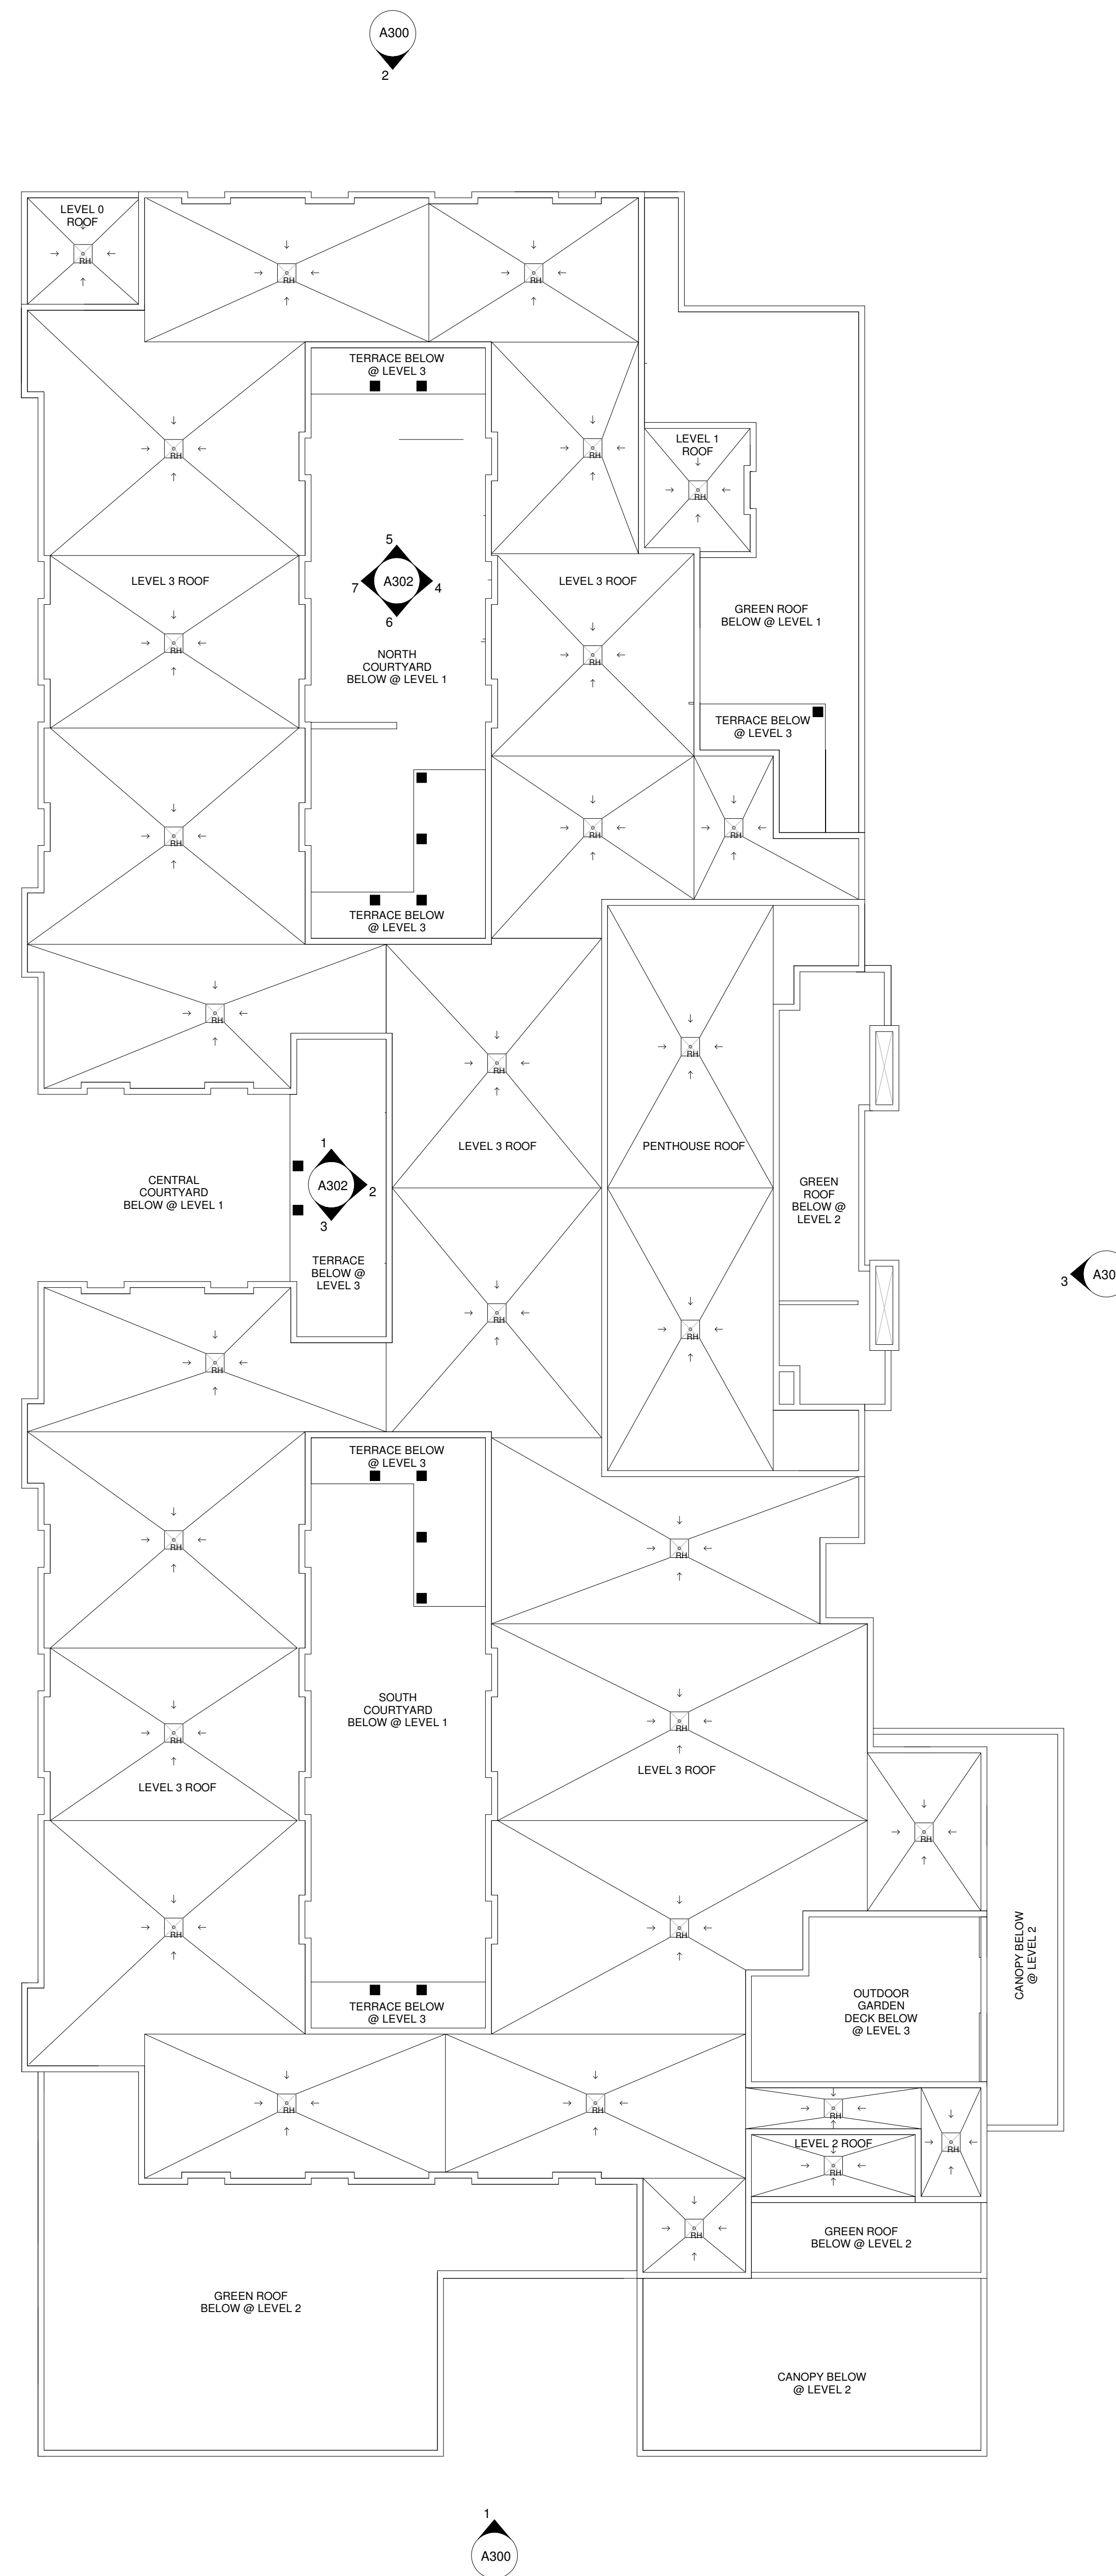 A300
2
LEVEL 0
ROOF
RH
RH
RH
TERRACE BELOW
@ LEVEL 3
LEVEL 1
ROOF
RH
RH
RH
5
7
A302
4
6
LEVEL 3 ROOF
LEVEL 3 ROOF
GREEN ROOF
BELOW @ LEVEL 1
NORTH
COURTYARD
BELOW @ LEVEL 1
RH
RH
TERRACE BELOW
@ LEVEL 3
RH
RH
RH
TERRACE BELOW
@ LEVEL 3
RH
RH
RH
LEVEL 3 ROOF
PENTHOUSE ROOF
1
A302
2
3
CENTRAL
COURTYARD
BELOW @ LEVEL 1
GREEN
ROOF
BELOW @
LEVEL 2
TERRACE
BELOW @
LEVEL 3
3
A30
RH
RH
RH
TERRACE BELOW
@ LEVEL 3
RH
RH
SOUTH
COURTYARD
BELOW @ LEVEL 1
RH
RH
LEVEL 3 ROOF
LEVEL 3 ROOF
RH
RH
RH
CANOPY BELOW
@ LEVEL 2
OUTDOOR
GARDEN
DECK BELOW
@ LEVEL 3
TERRACE BELOW
@ LEVEL 3
RH
RH
RH
RH
LEVEL 2 ROOF
RH
RH
GREEN ROOF
BELOW @ LEVEL 2
GREEN ROOF
BELOW @ LEVEL 2
CANOPY BELOW
@ LEVEL 2
1
A300